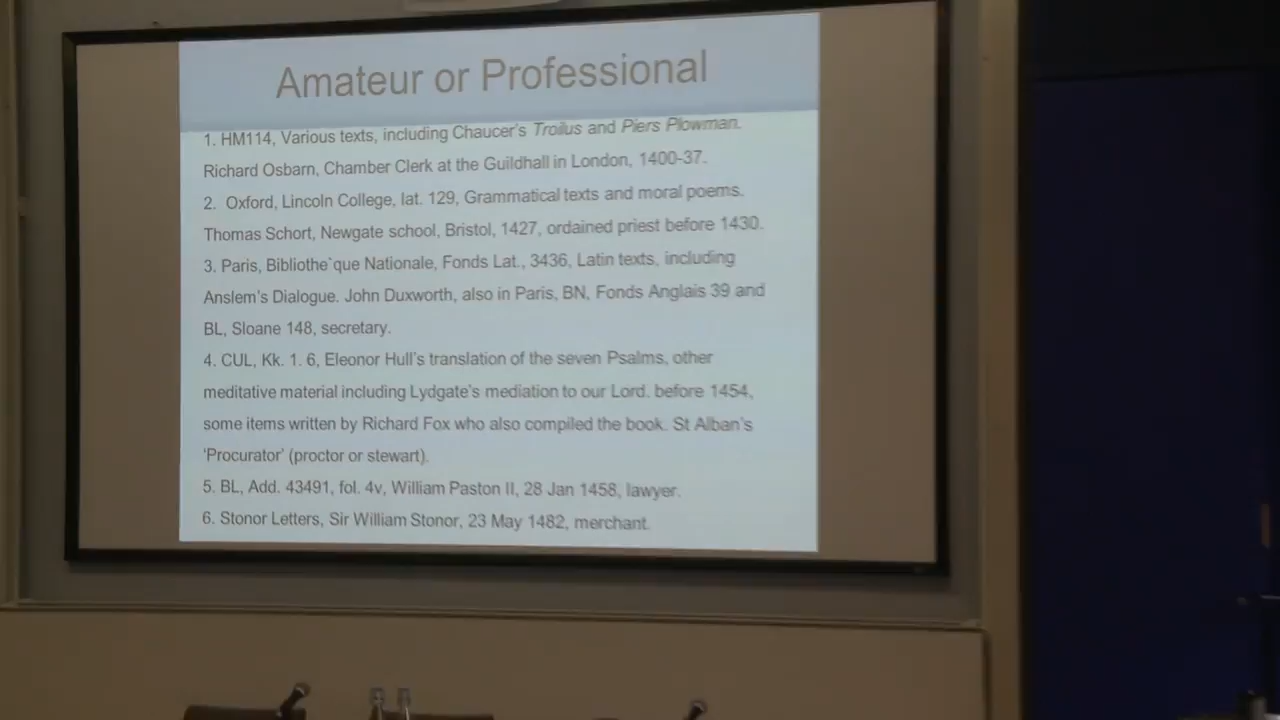 Amateur or Professional
1. HM114, Various texts, including Chaucer's Troilus and Piers Plowman.
Richard Osbarn, Chamber Clerk at the Guildhall in London, 1400-37.
2. Oxford, Lincoln College, lat. 129, Grammatical texts and moral poems.
Thomas Schort, Newgate school, Bristol, 1427, ordained priest before 1430.
3. Paris, Bibliothe`que Nationale, Fonds Lat., 3436, Latin texts, including
Anslem's Dialogue. John Duxworth, also in Paris, BN, Fonds Anglais 39 and
BL, Sloane 148, secretary.
4. CUL, Kk. 1. 6, Eleonor Hull's translation of the seven Psalms, other
meditative material including Lydgate's mediation to our Lord. before 1454,
some items written by Richard Fox who also compiled the book. St Alban's
'Procurator' (proctor or stewart).
5. BL, Add. 43491, fol. 4v, William Paston II, 28 Jan 1458, lawyer.
6. Stonor Letters, Sir William Stonor, 23 May 1482, merchant.